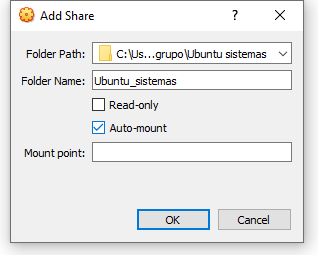 Add Share
?
Folder Path: C:\Us...grupo\Ubuntu sistemas
Folder Name: Ubuntu_sistemas
Read-only
Auto-mount
Mount point:
OK Cancel